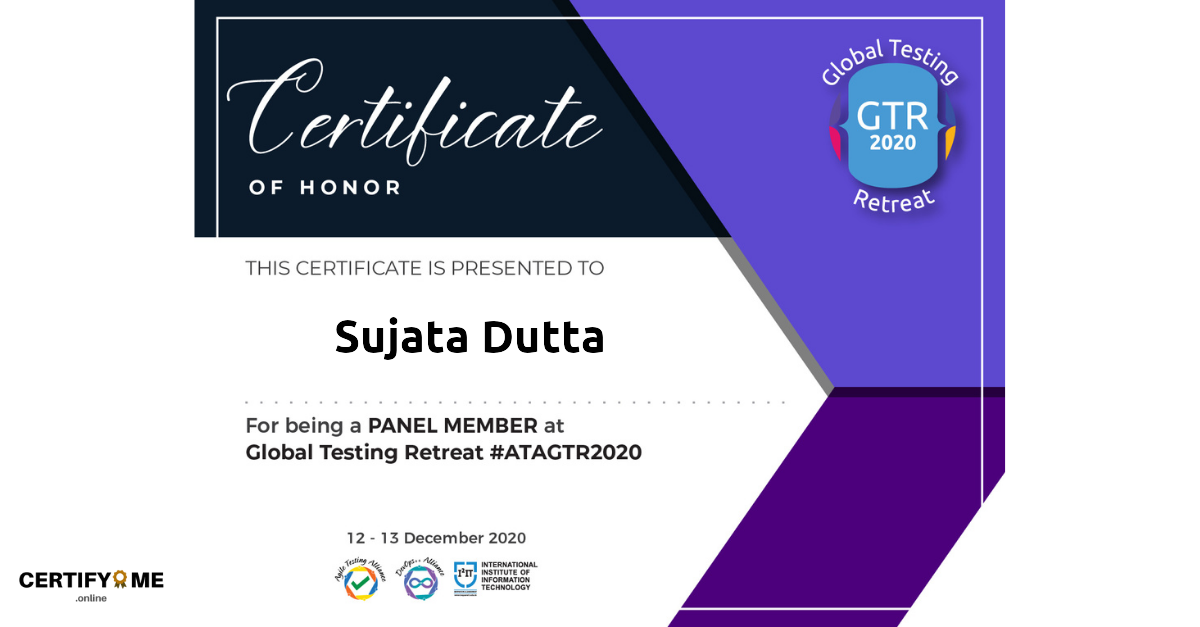 Certificate
OF HONOR
Global Testing
GTR
2020
Retreat
THIS CERTIFICATE IS PRESENTED TO
Sujata Dutta
For being a PANEL MEMBER at
Global Testing Retreat #ATAGTR2020
12 - 13 December 2020
Agile Testing Alliance
DevOps++ Alliance
I²IT
INTERNATIONAL
INSTITUTE OF
INFORMATION
TECHNOLOGY
CERTIFY ME
.online